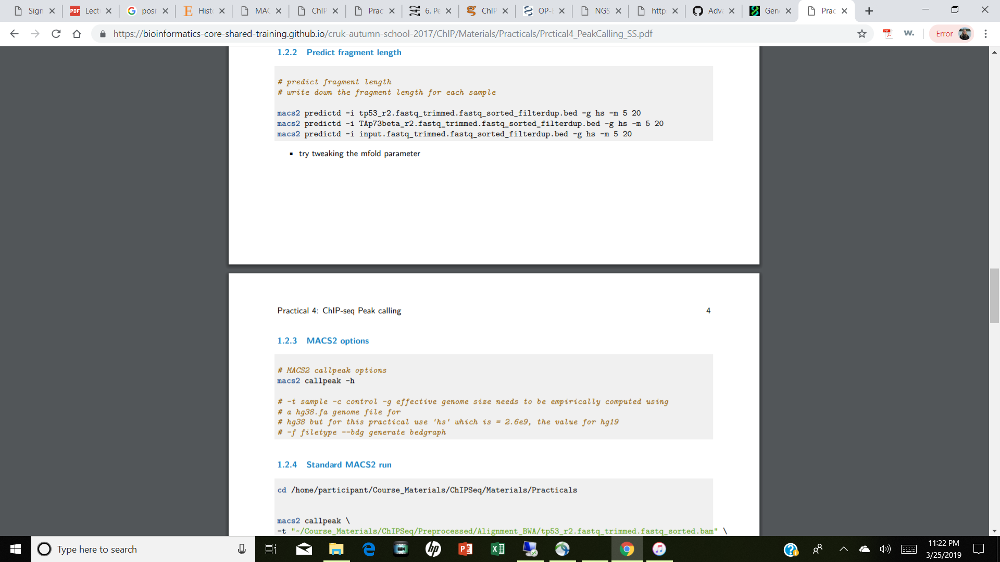 Sign
Lect
posi
Hist
MAC
ChIP
Prac
6. Pe
ChIP
OP-
NGS
http
Adva
Gen
Prac
https://bioinformatics-core-shared-training.github.io/cruk-autumn-school-2017/ChIP/Materials/Practicals/Prctical4_PeakCalling_SS.pdf
Error
1.2.2 Predict fragment length
# predict fragment length
# write down the fragment length for each sample
macs2 predictd -i tp53_r2.fastq_trimmed.fastq_sorted_filterdup.bed -g hs -m 5 20
macs2 predictd -i TAp73beta_r2.fastq_trimmed.fastq_sorted_filterdup.bed -g hs -m 5 20
macs2 predictd -i input.fastq_trimmed.fastq_sorted_filterdup.bed -g hs -m 5 20
▪ try tweaking the mfold parameter
Practical 4: ChIP-seq Peak calling 4
1.2.3 MACS2 options
# MACS2 callpeak options
macs2 callpeak -h
# -t sample -c control -g effective genome size needs to be empirically computed using
# a hg38.fa genome file for
# hg38 but for this practical use 'hs' which is = 2.6e9, the value for hg19
# -f filetype --bdg generate bedgraph
1.2.4 Standard MACS2 run
cd /home/participant/Course_Materials/ChIPSeq/Materials/Practicals
macs2 callpeak \
-t "~/Course_Materials/ChIPSeq/Preprocessed/Alignment_BWA/tp53_r2.fastq_trimmed.fastq_sorted.bam" \
Type here to search
11:22 PM
3/25/2019